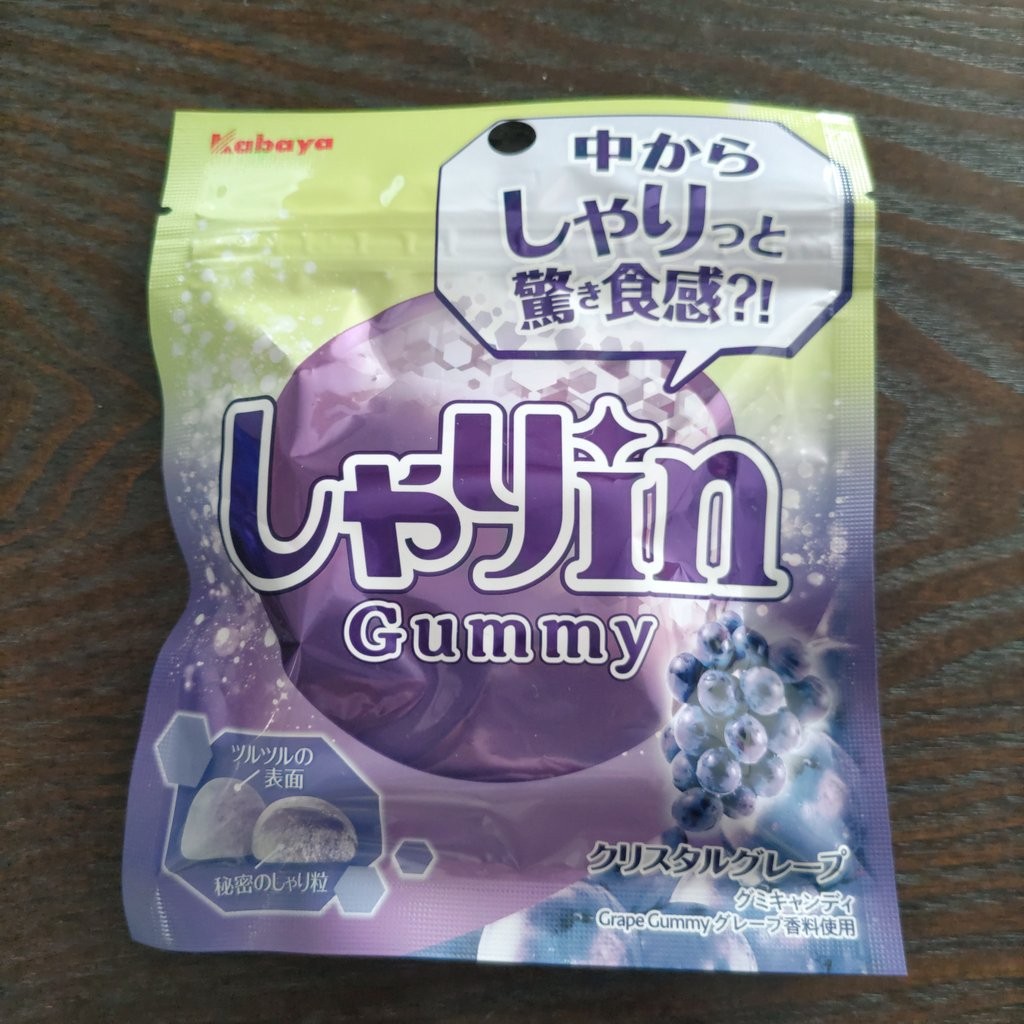 Kabaya
中から
しゃりっと
驚き食感?!
しゃりin
Gummy
ツルツルの
表面
秘密のしゃり粒
クリスタルグレープ
グミキャンディ
Grape Gummy グレープ香料使用